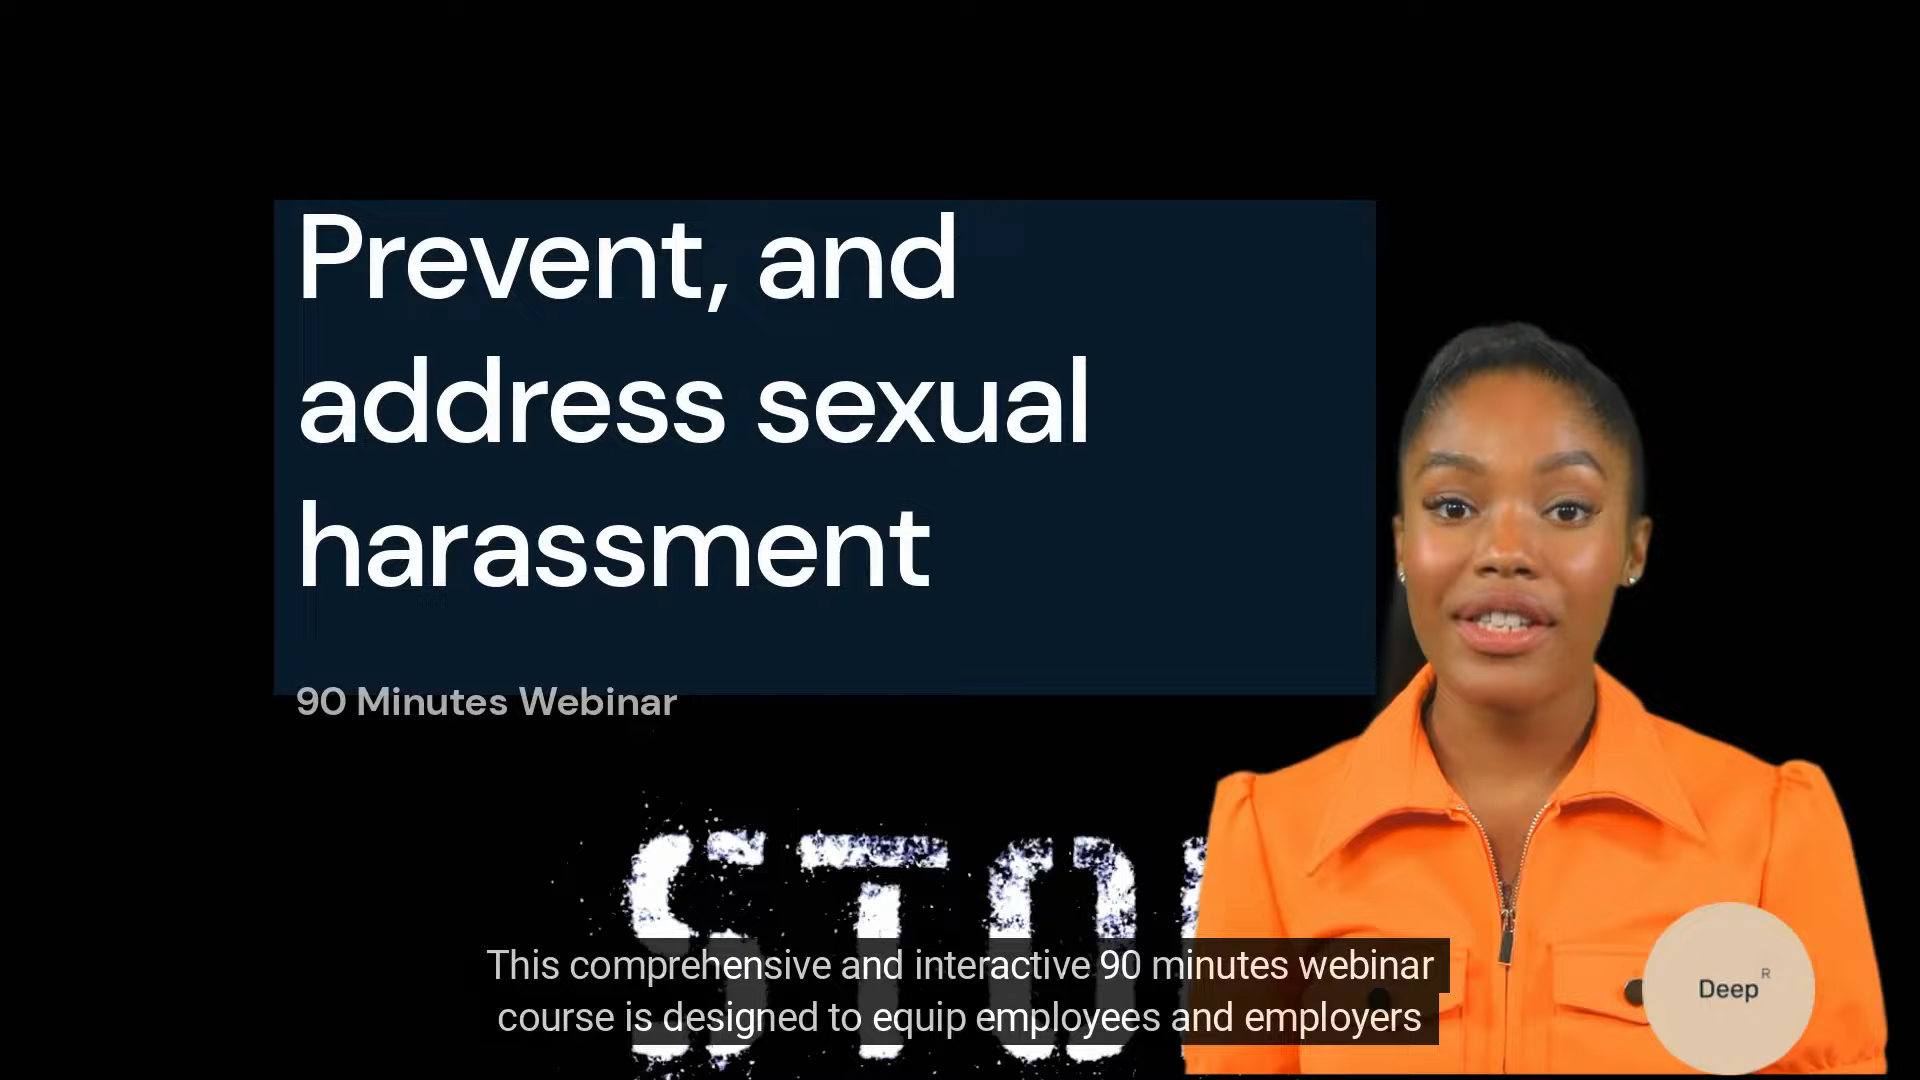 Prevent, and
address sexual
harassment
90 Minutes Webinar
STO
This comprehensive and interactive 90 minutes webinar
course is designed to equip employees and employers
Deep R